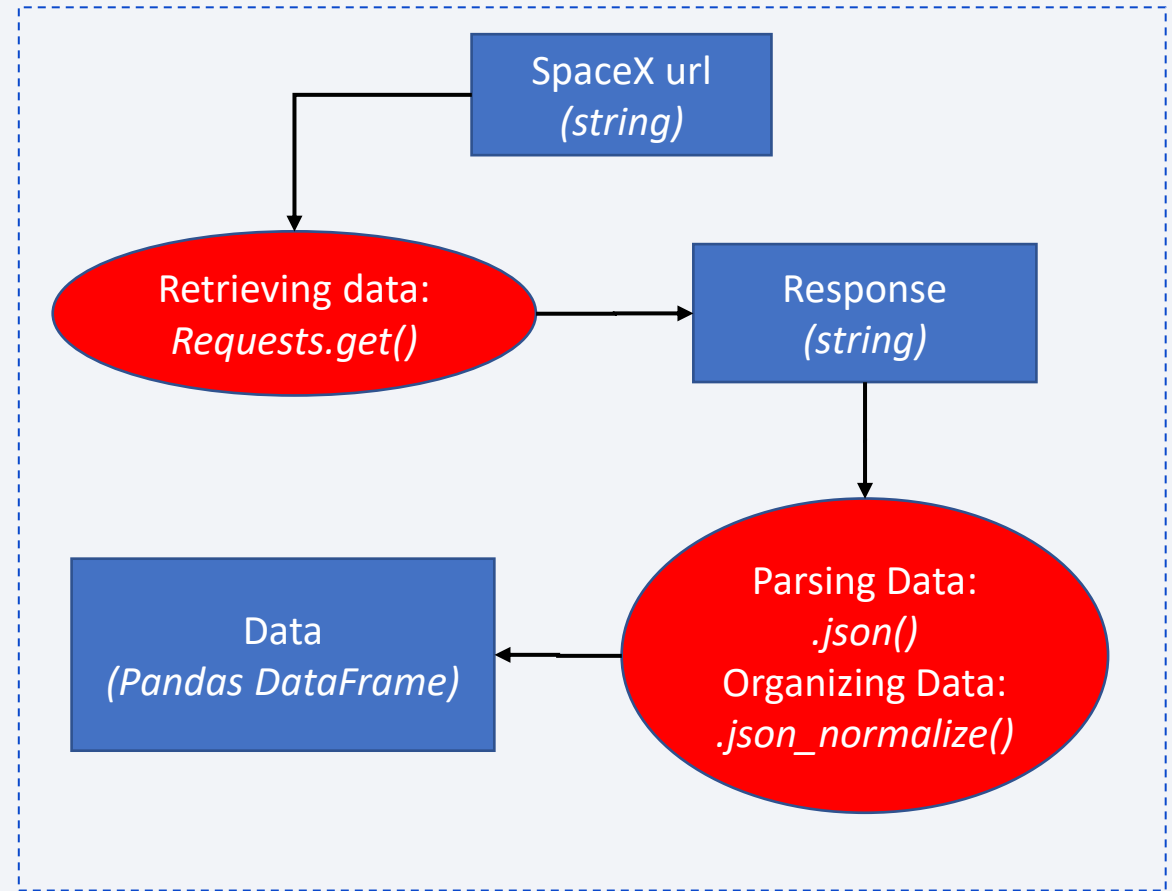 SpaceX url
(string)
Retrieving data:
Requests.get()
Response
(string)
Parsing Data:
.json()
Organizing Data:
.json_normalize()
Data
(Pandas DataFrame)